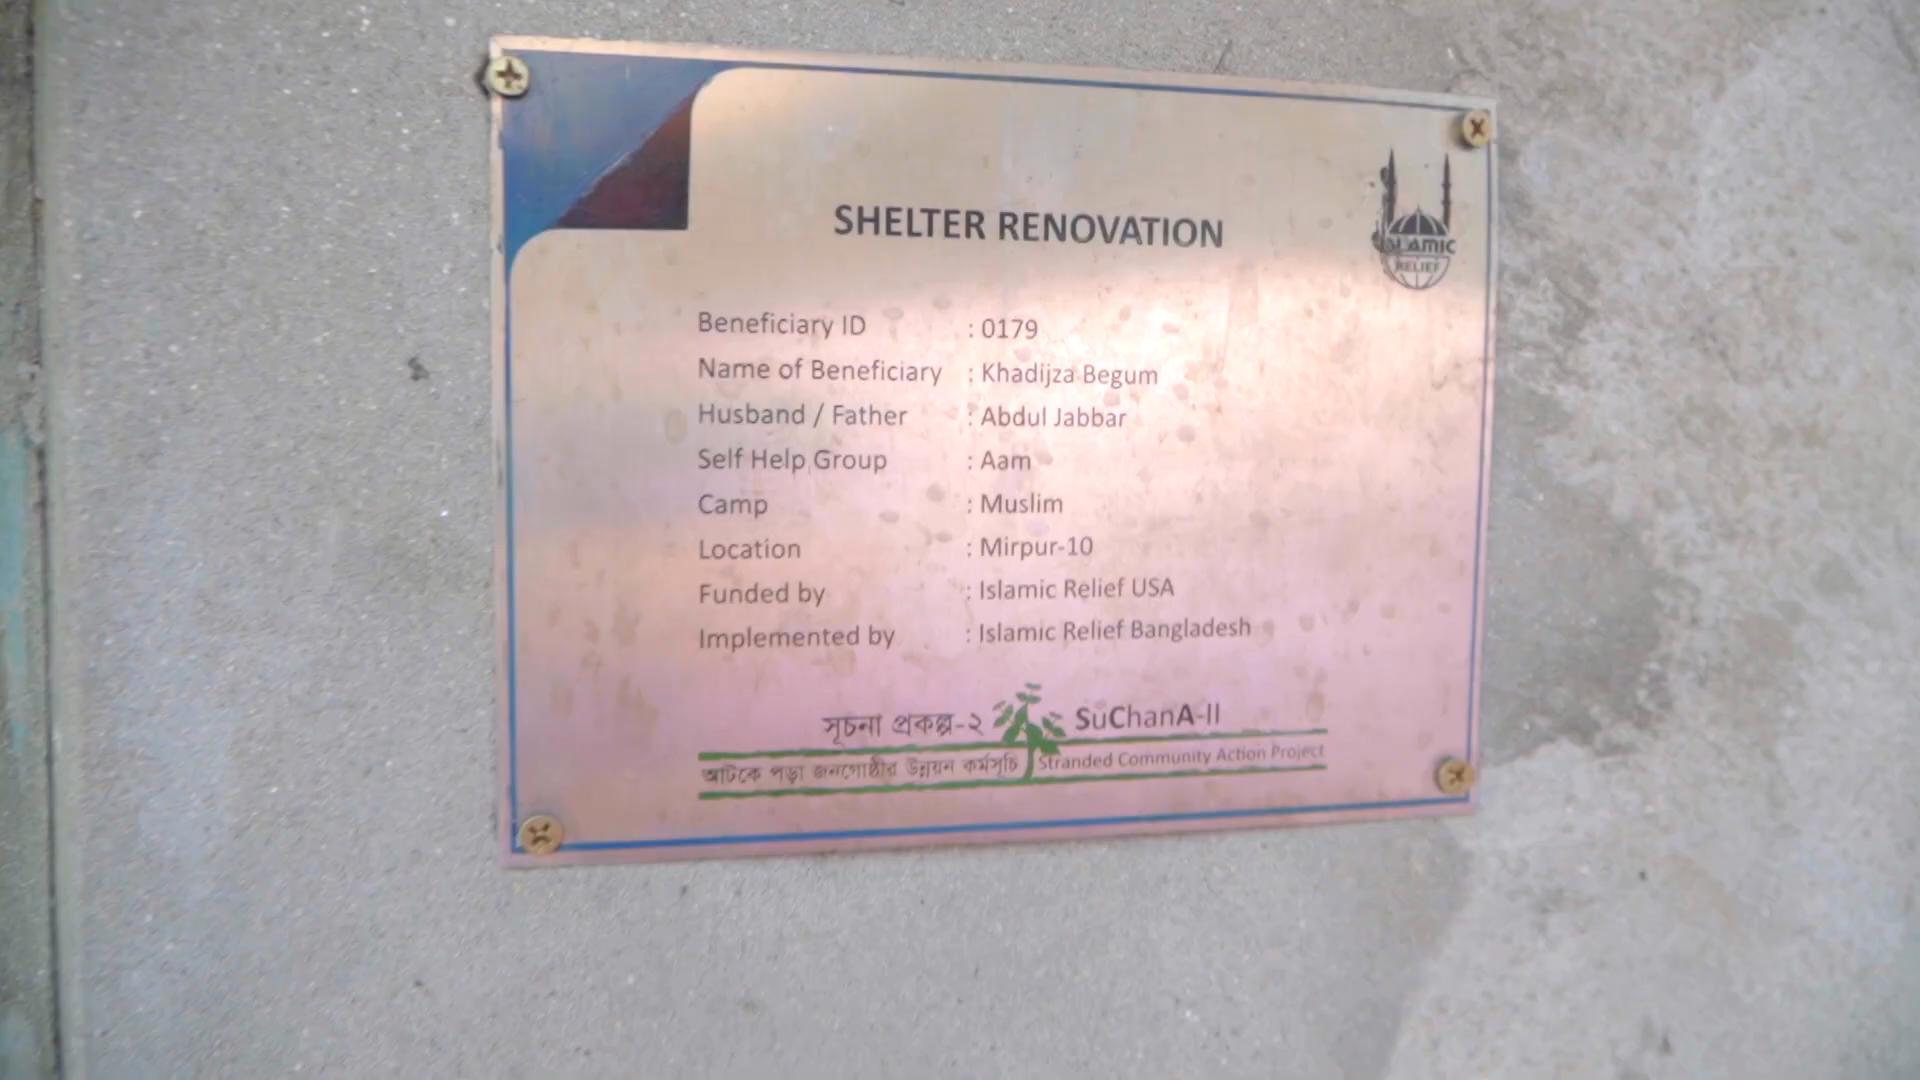 SHELTER RENOVATION
ISLAMIC
RELIEF
Beneficiary ID : 0179
Name of Beneficiary : Khadijza Begum
Husband / Father : Abdul Jabbar
Self Help Group : Aam
Camp : Muslim
Location : Mirpur-10
Funded by : Islamic Relief USA
Implemented by : Islamic Relief Bangladesh
সূচনা প্রকল্প-২ SuChanA-II
আটকে পড়া জনগোষ্ঠীর উন্নয়ন কর্মসূচি Stranded Community Action Project